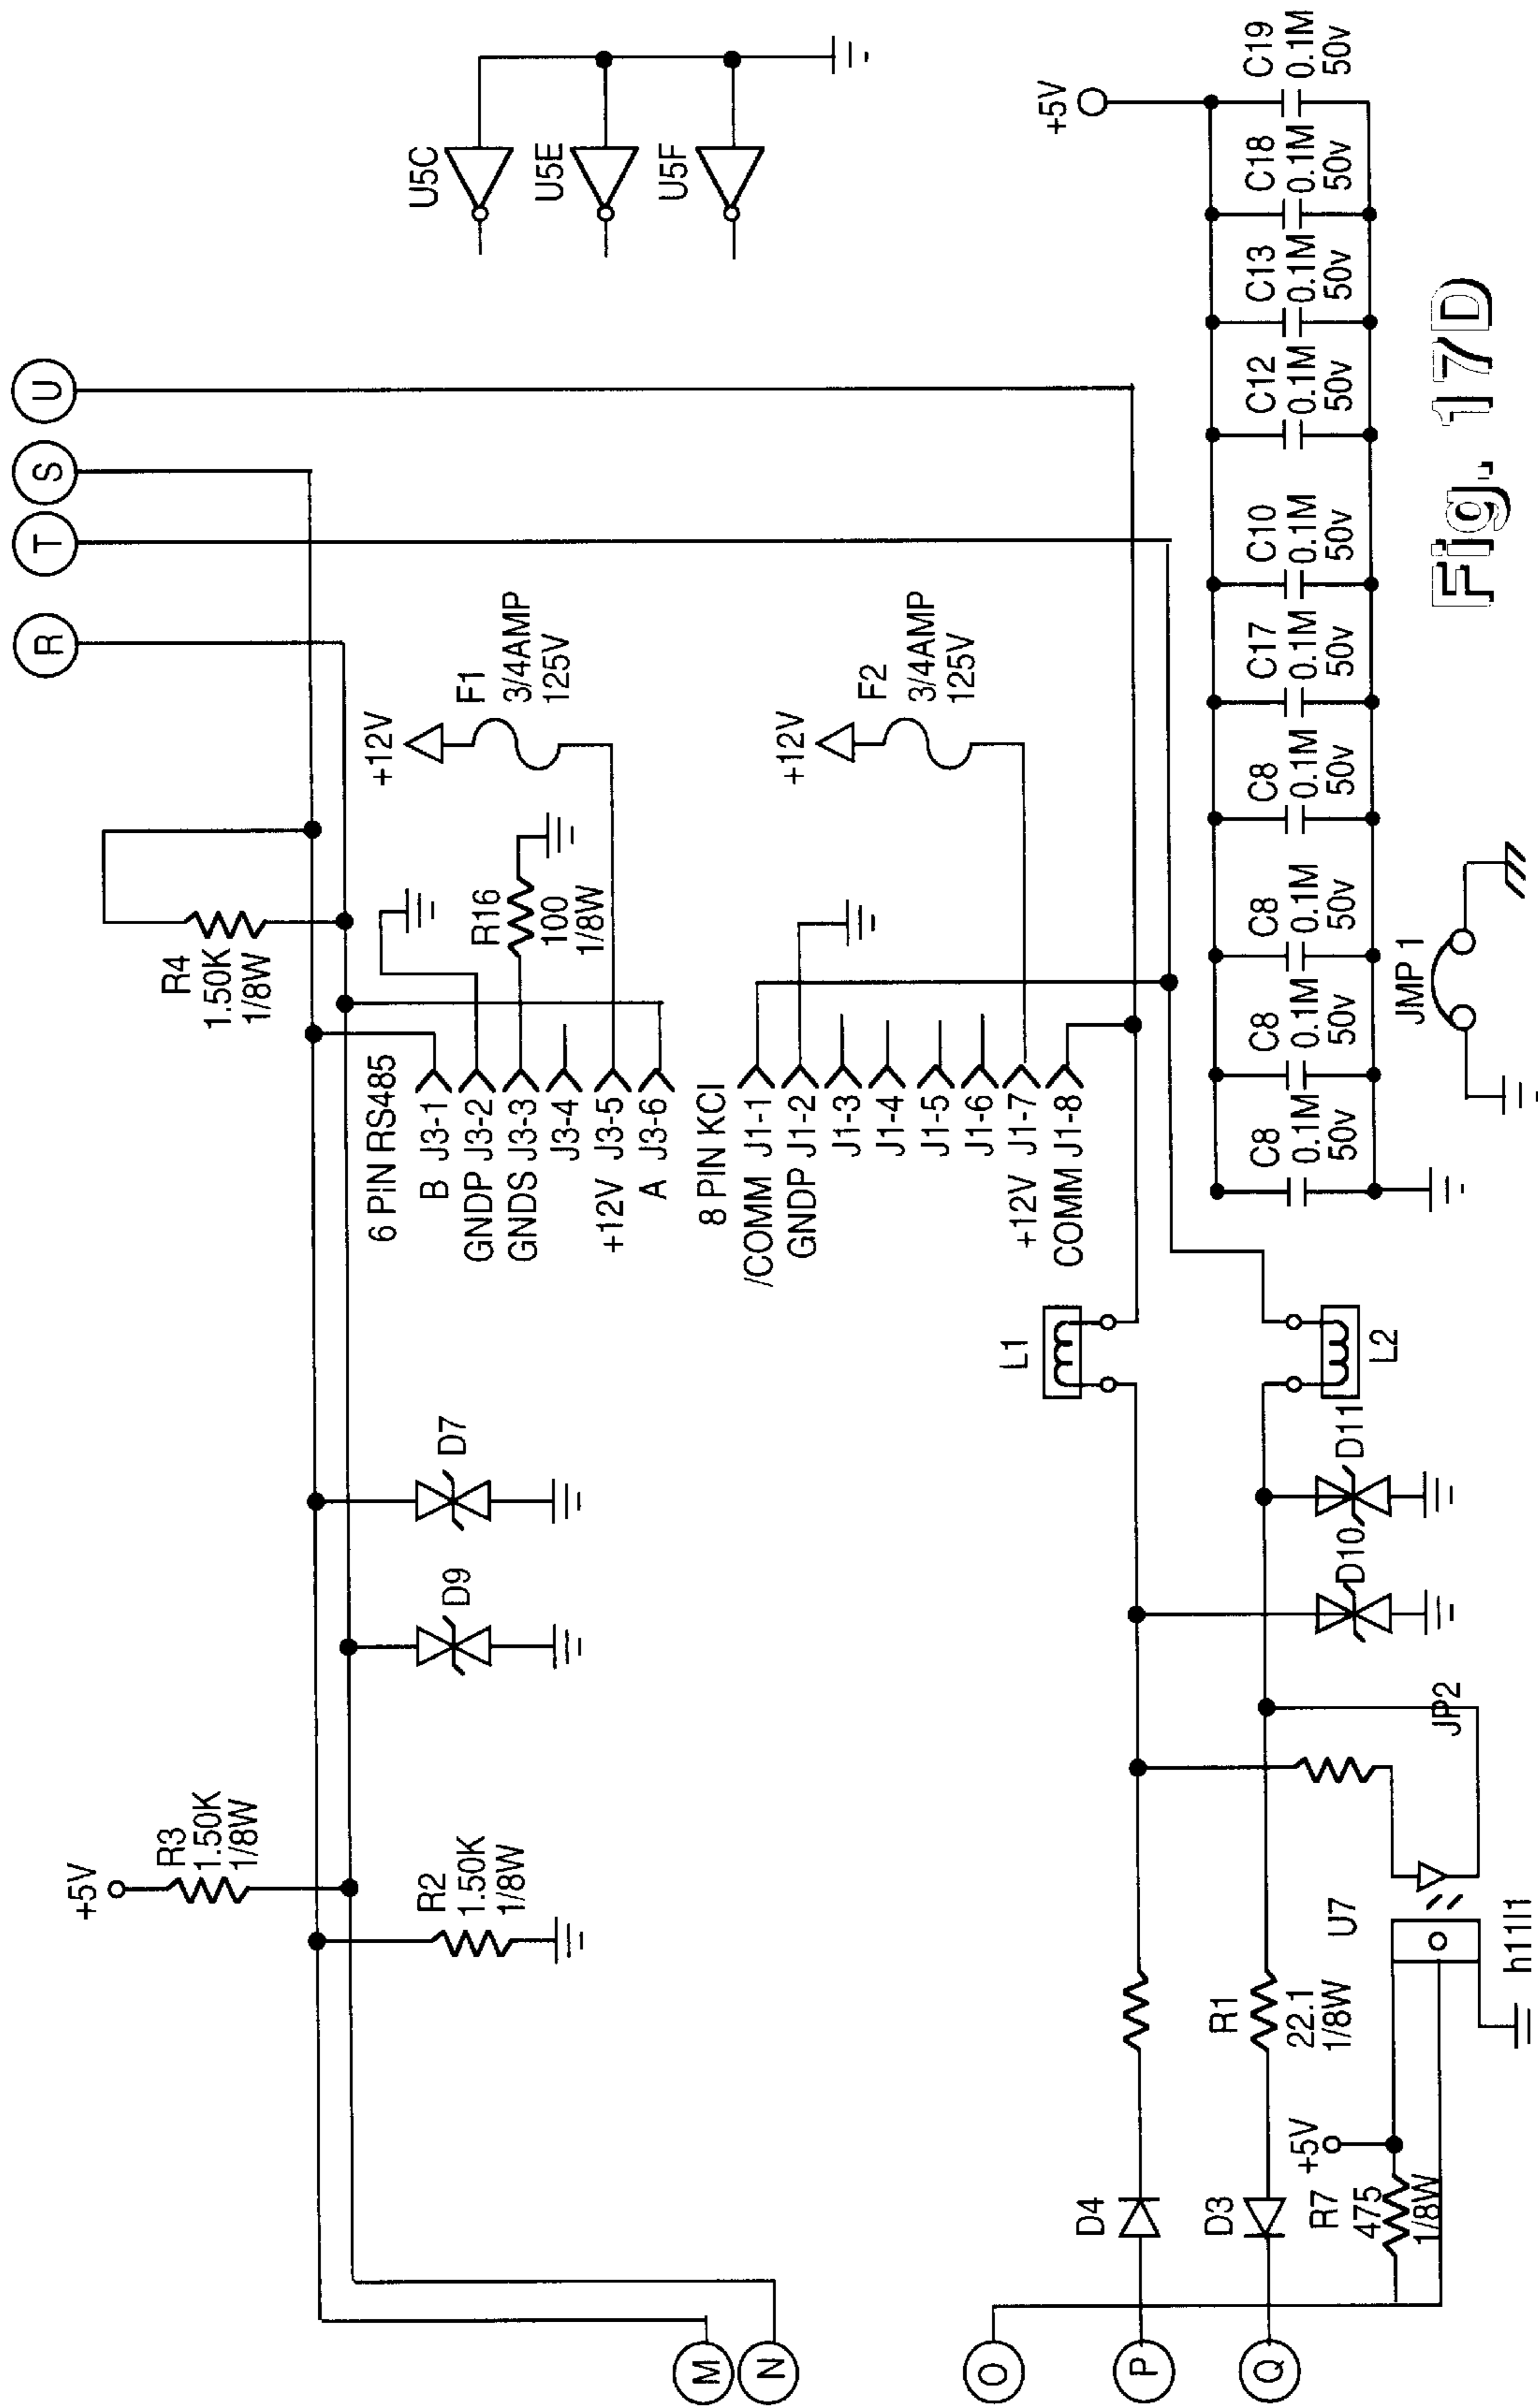 M
N
O
P
Q
+5V
R3
1.50K
1/8W
R2
1.50K
1/8W
D9
D7
R4
1.50K
1/8W
R
T
S
U
6 PIN RS485
B J3-1
GNDP J3-2
GNDS J3-3
J3-4
+12V J3-5
A J3-6
R16
100
1/8W
+12V
F1
3/4AMP
125V
8 PIN KCI
/COMM J1-1
GNDP J1-2
J1-3
J1-4
J1-5
J1-6
+12V J1-7
COMM J1-8
+12V
F2
3/4AMP
125V
U5C
U5E
U5F
D4
D3
R1
22.1
1/8W
+5V
R7
475
1/8W
U7
h11l1
JP2
D10
D11
L1
L2
C8
0.1M
50v
C8
0.1M
50v
C8
0.1M
50v
C8
0.1M
50v
C17
0.1M
50v
C10
0.1M
50v
C12
0.1M
50v
C13
0.1M
50v
C18
0.1M
50v
C19
0.1M
50v
+5V
JMP 1
Fig. 17D